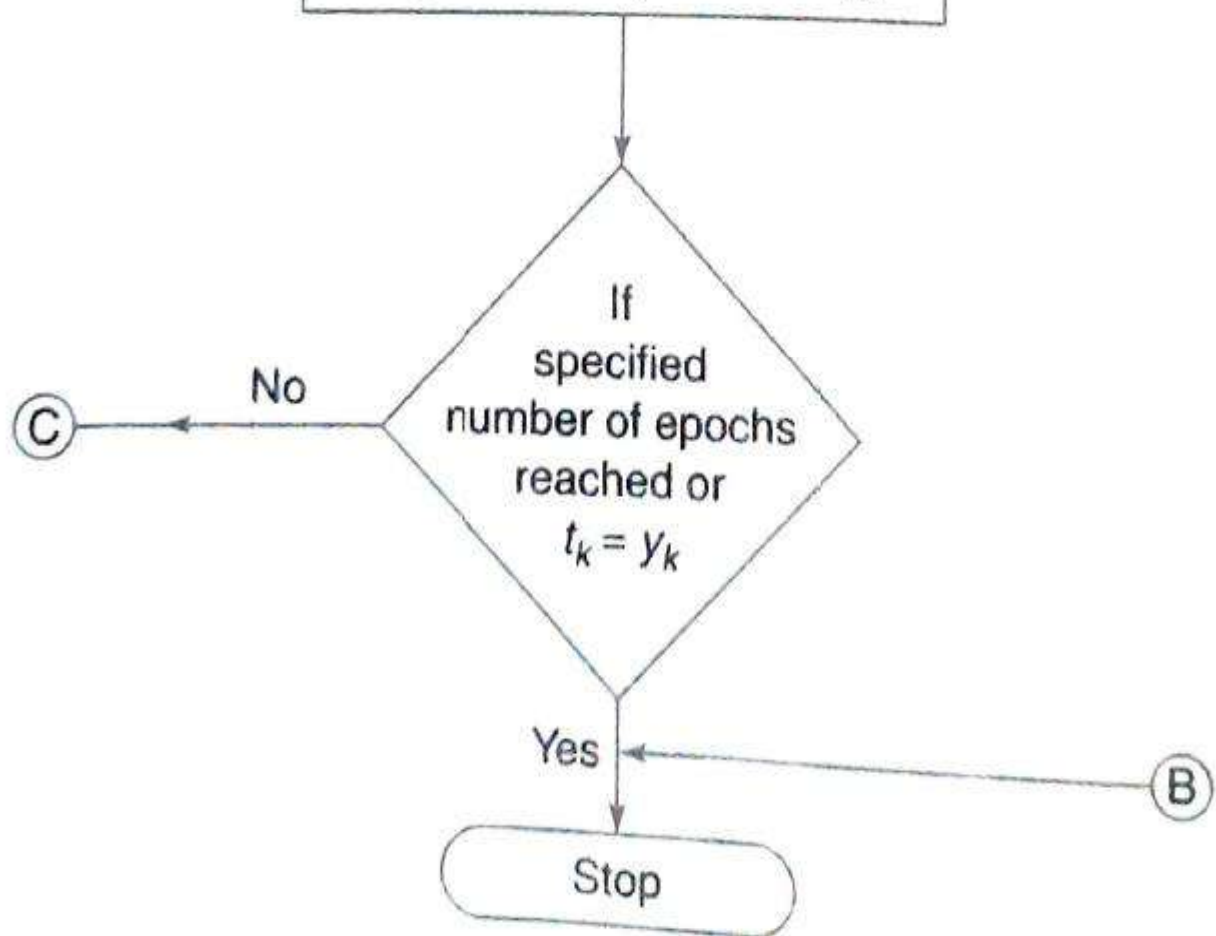 If
specified
number of epochs
reached or
t_k = y_k
No
C
Yes
B
Stop